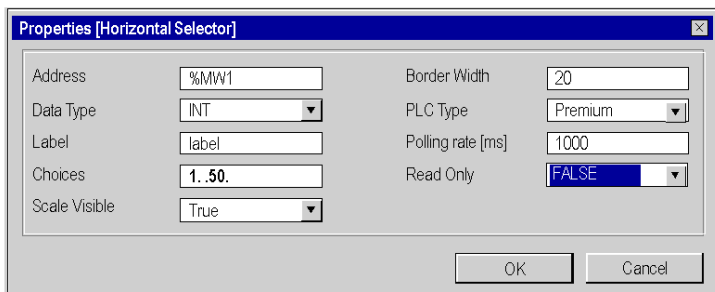 Properties [Horizontal Selector]
Address %MW1 Border Width 20
Data Type INT PLC Type Premium
Label label Polling rate [ms] 1000
Choices 1. .50. Read Only FALSE
Scale Visible True
OK Cancel